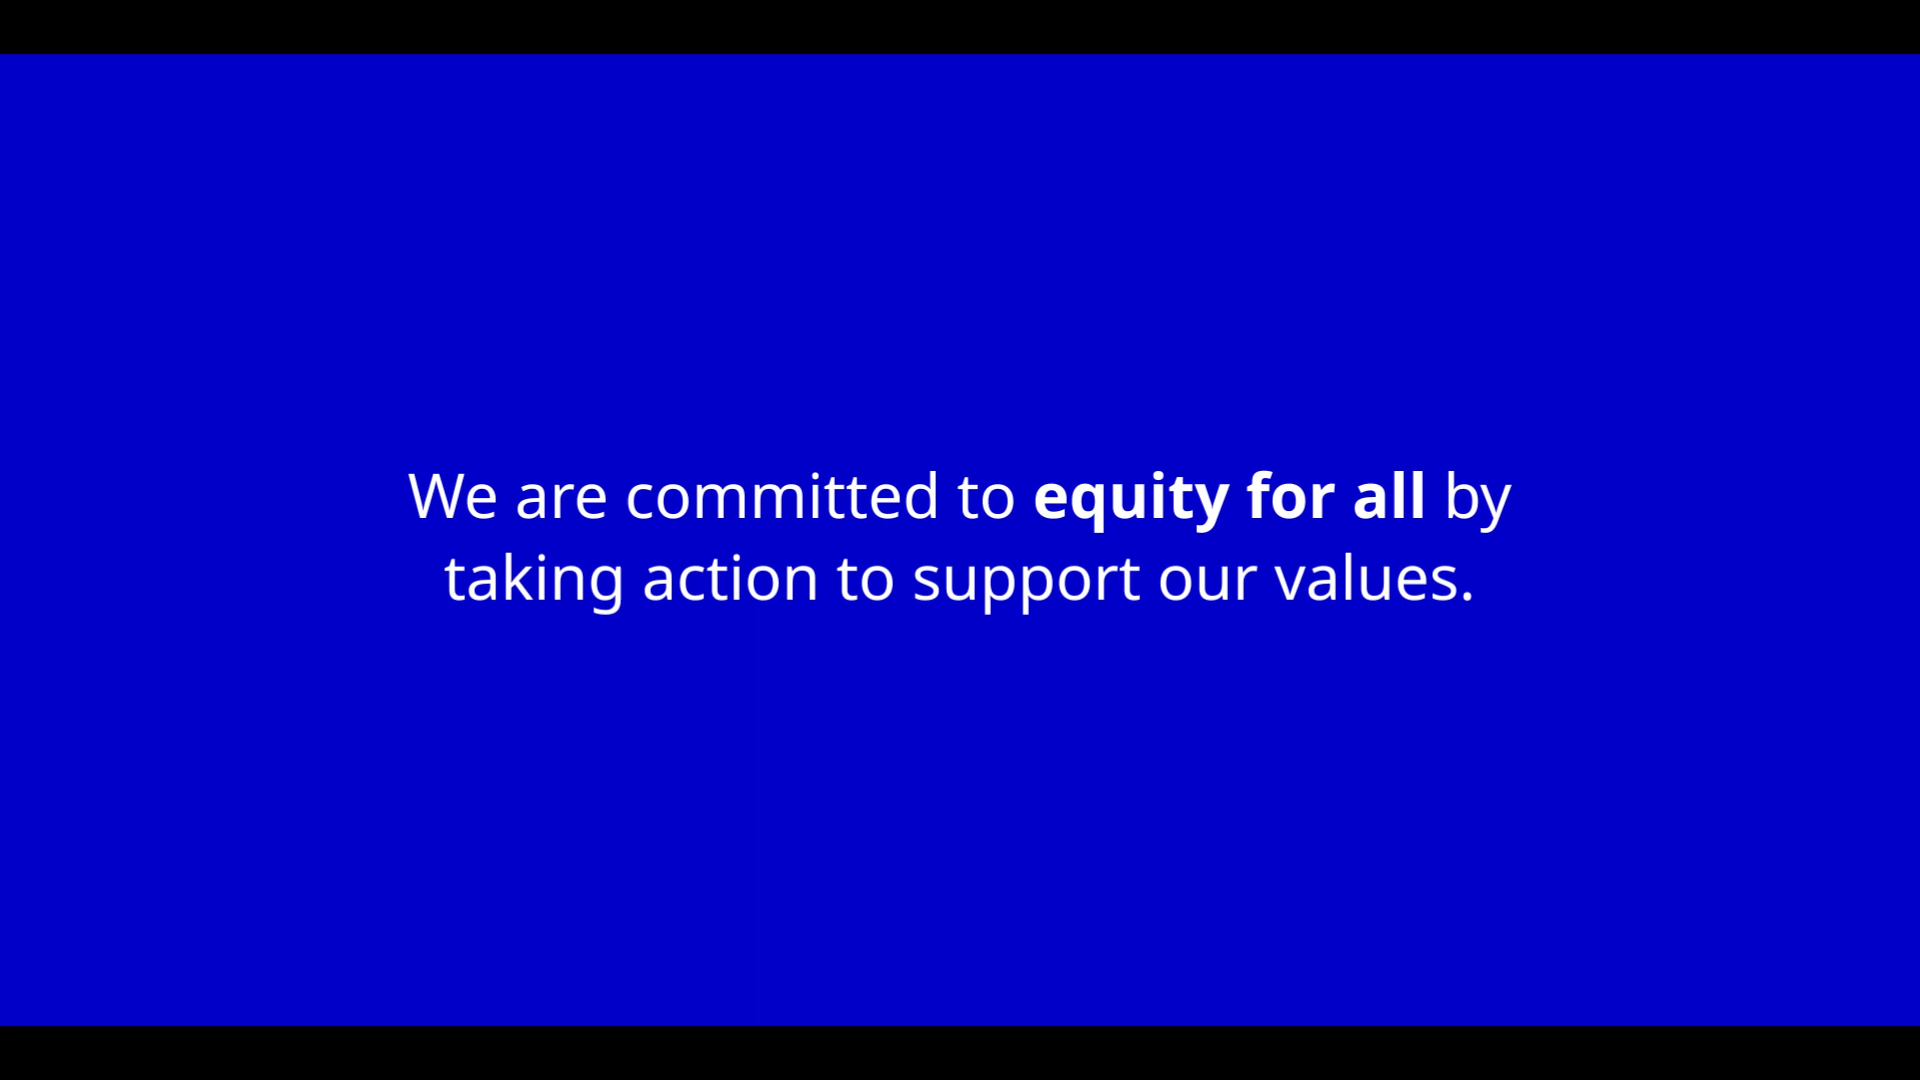 We are committed to equity for all by
taking action to support our values.